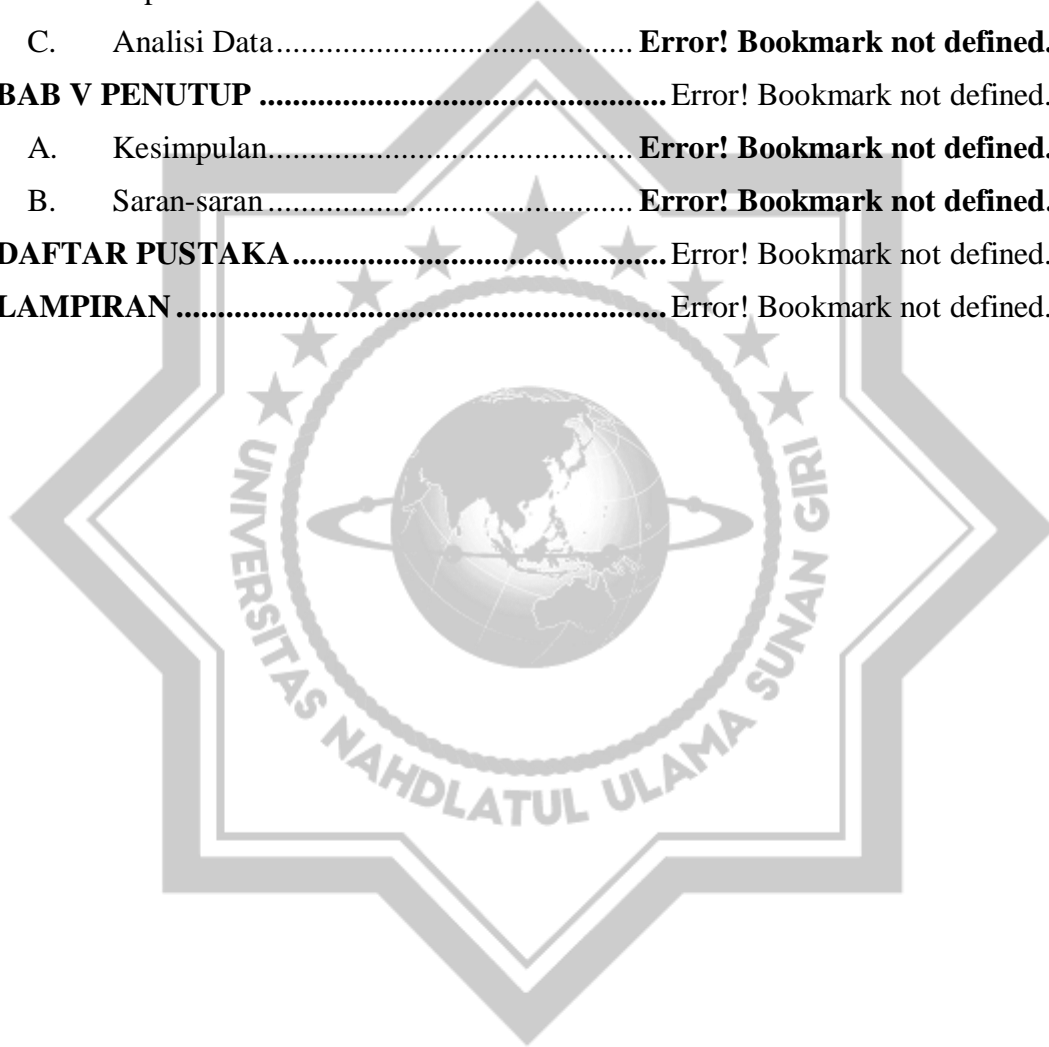 C. Analisi Data........................................... Error! Bookmark not defined.
BAB V PENUTUP ................................................ Error! Bookmark not defined.
A. Kesimpulan........................................... Error! Bookmark not defined.
B. Saran-saran ........................................... Error! Bookmark not defined.
DAFTAR PUSTAKA............................................ Error! Bookmark not defined.
LAMPIRAN .......................................................... Error! Bookmark not defined.
UNIVERSITAS NAHDLATUL ULAMA SUNAN GIRI